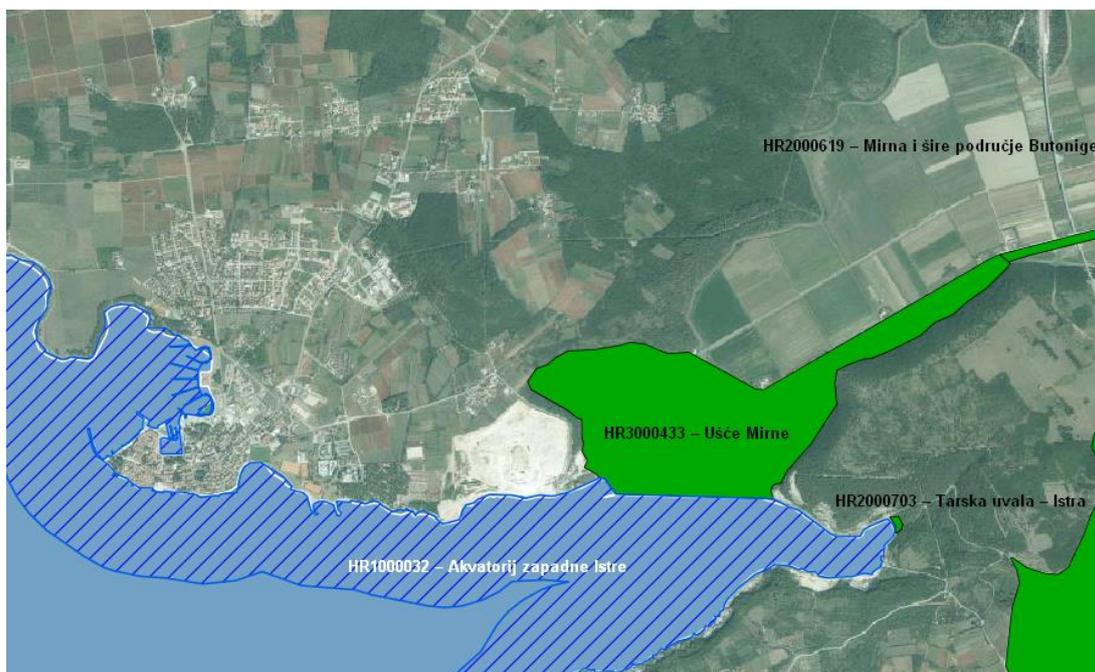 HR2000619 – Mirna i šire područje Butonige
HR3000433 – Ušće Mirne
HR2000703 – Tarska uvala – Istra
HR1000032 – Akvatorij zapadne Istre